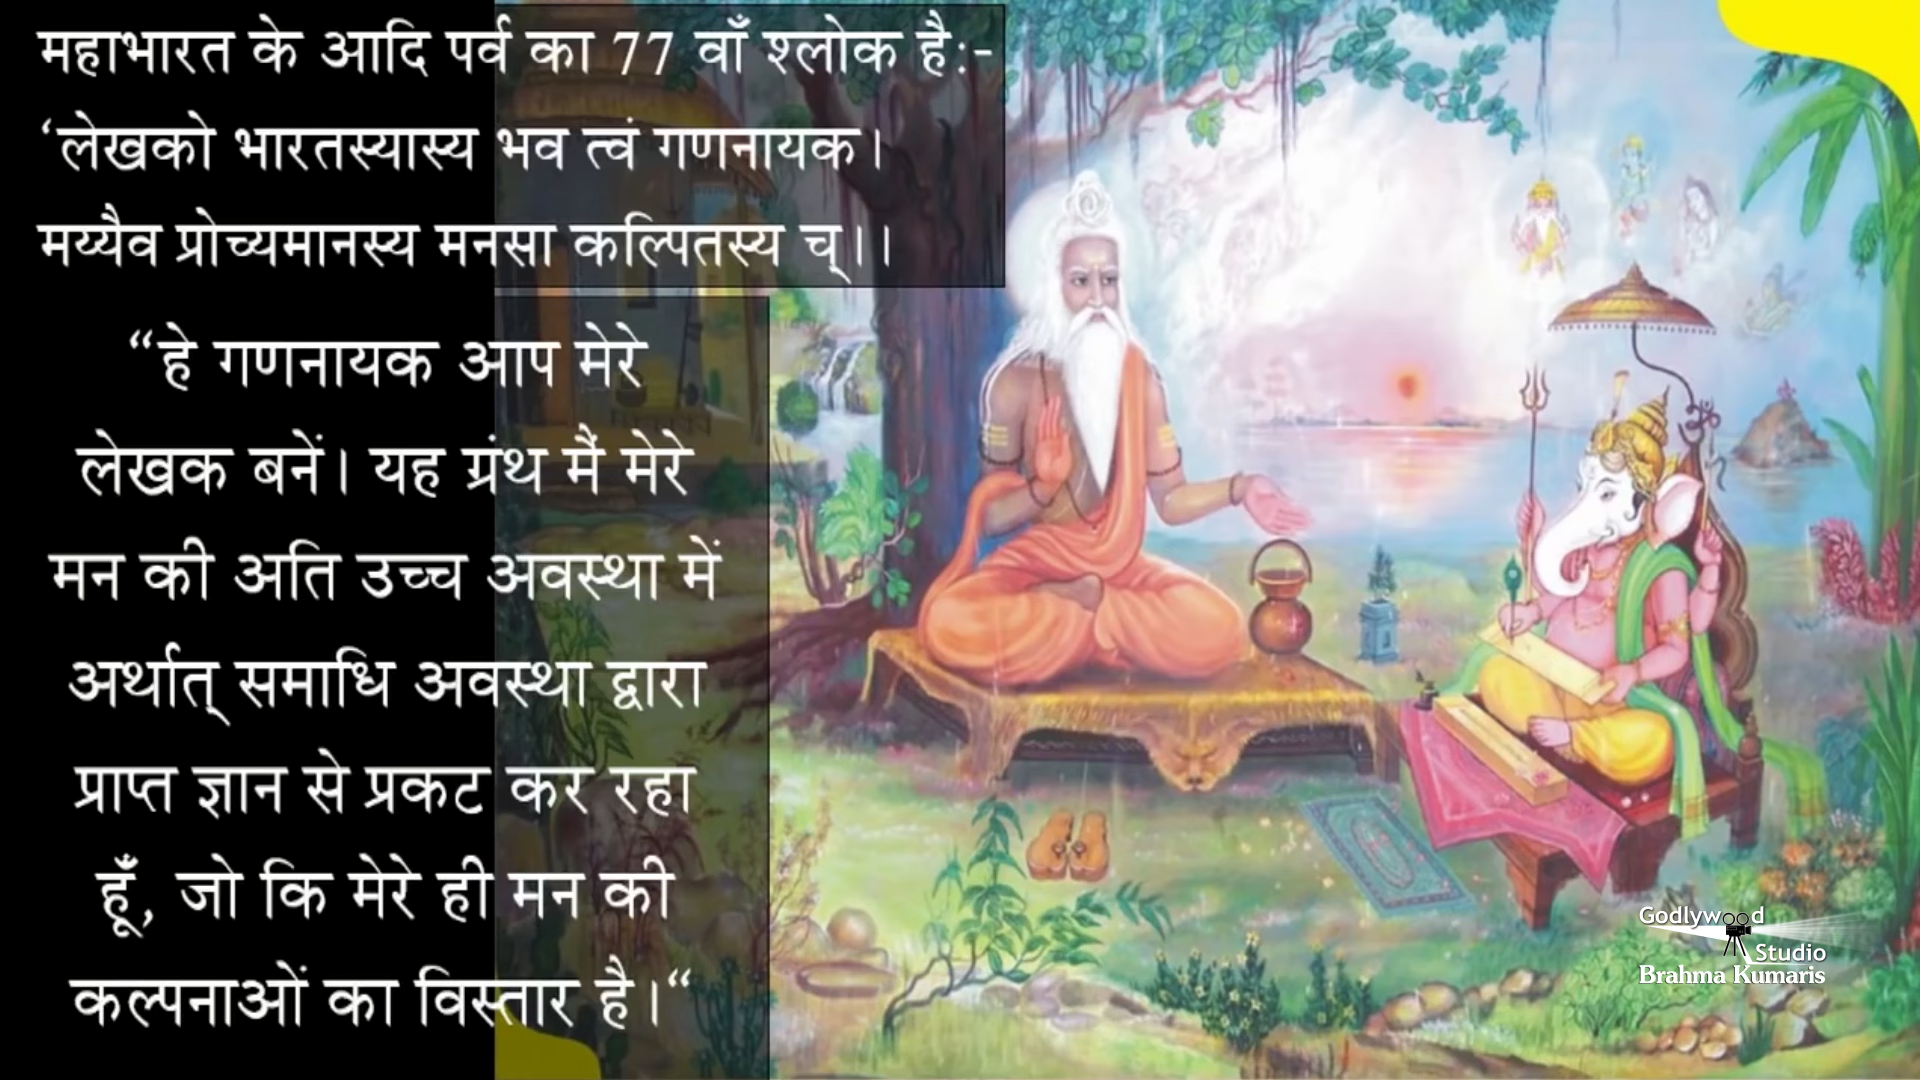 महाभारत के आदि पर्व का 77 वाँ श्लोक है:-
‘लेखको भारतस्यास्य भव त्वं गणनायक।
मय्यैव प्रोच्यमानस्य मनसा कल्पितस्य च्।।
“हे गणनायक आप मेरे
लेखक बनें। यह ग्रंथ मैं मेरे
मन की अति उच्च अवस्था में
अर्थात् समाधि अवस्था द्वारा
प्राप्त ज्ञान से प्रकट कर रहा
हूँ, जो कि मेरे ही मन की
कल्पनाओं का विस्तार है।“
Godlywood
Studio
Brahma Kumaris